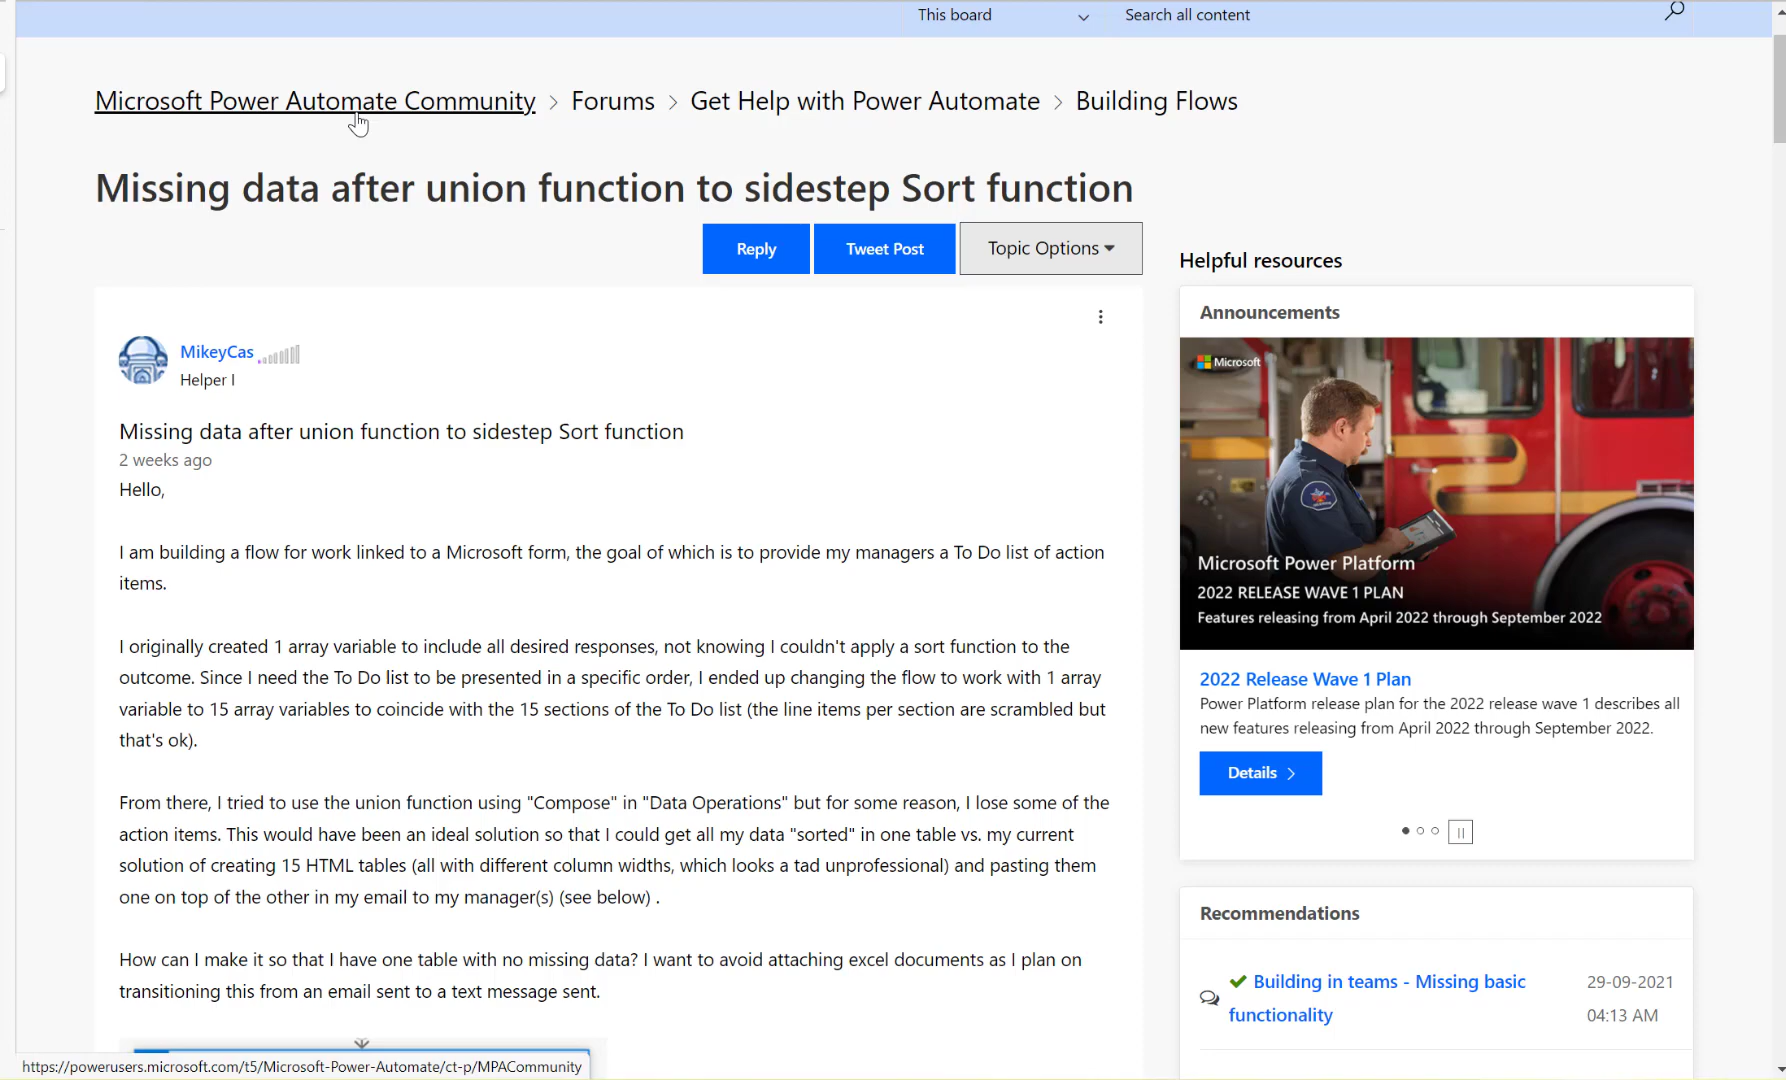 This board
Search all content
Microsoft Power Automate Community > Forums > Get Help with Power Automate > Building Flows
Missing data after union function to sidestep Sort function
Reply
Tweet Post
Topic Options
Helpful resources
MikeyCas
Helper I
Missing data after union function to sidestep Sort function
2 weeks ago
Hello,
I am building a flow for work linked to a Microsoft form, the goal of which is to provide my managers a To Do list of action
items.
I originally created 1 array variable to include all desired responses, not knowing I couldn't apply a sort function to the
outcome. Since I need the To Do list to be presented in a specific order, I ended up changing the flow to work with 1 array
variable to 15 array variables to coincide with the 15 sections of the To Do list (the line items per section are scrambled but
that's ok).
From there, I tried to use the union function using "Compose" in "Data Operations" but for some reason, I lose some of the
action items. This would have been an ideal solution so that I could get all my data "sorted" in one table vs. my current
solution of creating 15 HTML tables (all with different column widths, which looks a tad unprofessional) and pasting them
one on top of the other in my email to my manager(s) (see below) .
How can I make it so that I have one table with no missing data? I want to avoid attaching excel documents as I plan on
transitioning this from an email sent to a text message sent.
Announcements
Microsoft
Microsoft Power Platform
2022 RELEASE WAVE 1 PLAN
Features releasing from April 2022 through September 2022
2022 Release Wave 1 Plan
Power Platform release plan for the 2022 release wave 1 describes all
new features releasing from April 2022 through September 2022.
Details >
Recommendations
Building in teams - Missing basic
functionality
29-09-2021
04:13 AM
https://powerusers.microsoft.com/t5/Microsoft-Power-Automate/ct-p/MPACommunity